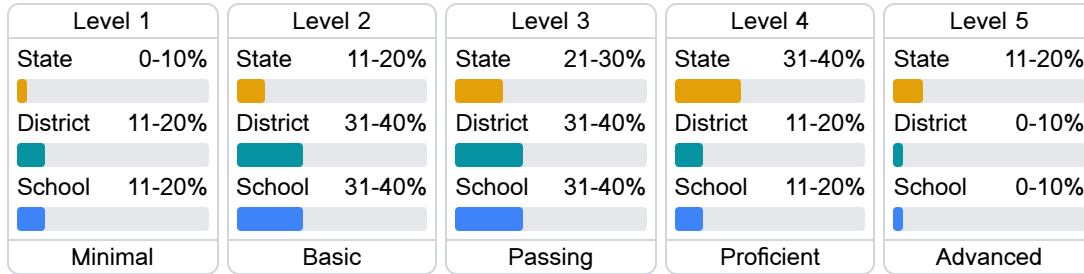 Level 1
State 0-10%
District 11-20%
School 11-20%
Minimal
Level 2
State 11-20%
District 31-40%
School 31-40%
Basic
Level 3
State 21-30%
District 31-40%
School 31-40%
Passing
Level 4
State 31-40%
District 11-20%
School 11-20%
Proficient
Level 5
State 11-20%
District 0-10%
School 0-10%
Advanced